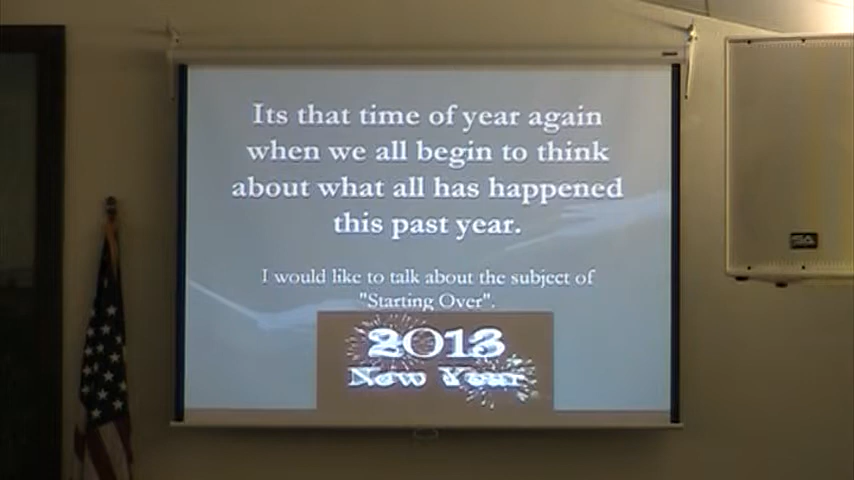 Its that time of year again
when we all begin to think
about what all has happened
this past year.
I would like to talk about the subject of
"Starting Over".
2013
New Year